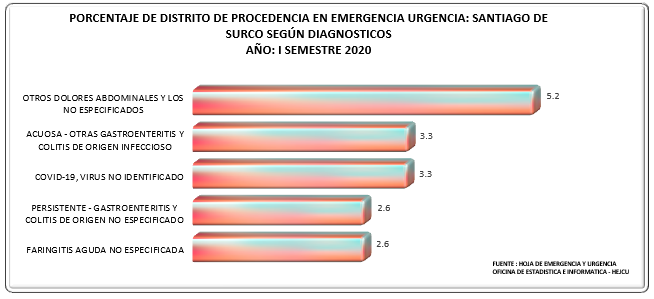 PORCENTAJE DE DISTRITO DE PROCEDENCIA EN EMERGENCIA URGENCIA: SANTIAGO DE
SURCO SEGÚN DIAGNOSTICOS
AÑO: I SEMESTRE 2020
OTROS DOLORES ABDOMINALES Y LOS
NO ESPECIFICADOS
5.2
ACUOSA - OTRAS GASTROENTERITIS Y
COLITIS DE ORIGEN INFECCIOSO
3.3
COVID-19, VIRUS NO IDENTIFICADO
3.3
PERSISTENTE - GASTROENTERITIS Y
COLITIS DE ORIGEN NO ESPECIFICADO
2.6
FARINGITIS AGUDA NO ESPECIFICADA
2.6
FUENTE : HOJA DE EMERGENCIA Y URGENCIA
OFICINA DE ESTADISTICA E INFORMATICA - HEJCU